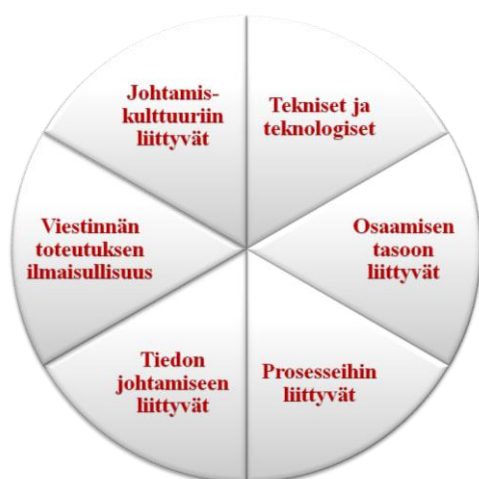 Johtamis-
kulttuuriin
liittyvät
Tekniset ja
teknologiset
Viestinnän
toteutuksen
ilmaisullisuus
Osaamisen
tasoon
liittyvät
Tiedon
johtamiseen
liittyvät
Prosesseihin
liittyvät